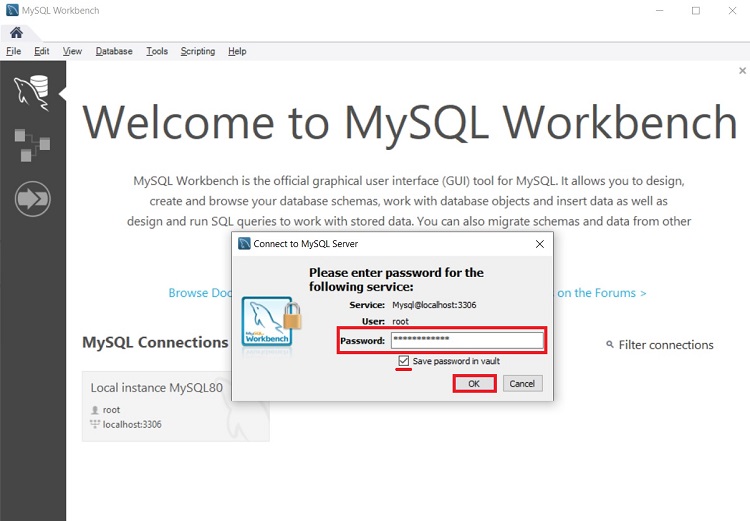 MySQL Workbench
File Edit View Database Tools Scripting Help
Welcome to MySQL Workbench
MySQL Workbench is the official graphical user interface (GUI) tool for MySQL. It allows you to design,
create and browse your database schemas, work with database objects and insert data as well as
design and run SQL queries to work with stored data. You can also migrate schemas and data from other
Connect to MySQL Server
Please enter password for the
following service:
Service: Mysql@localhost:3306
User: root
Password: ************
Save password in vault
OK Cancel
MySQL
Workbench
Browse Doc
on the Forums >
MySQL Connections
Filter connections
Local instance MySQL80
root
localhost:3306